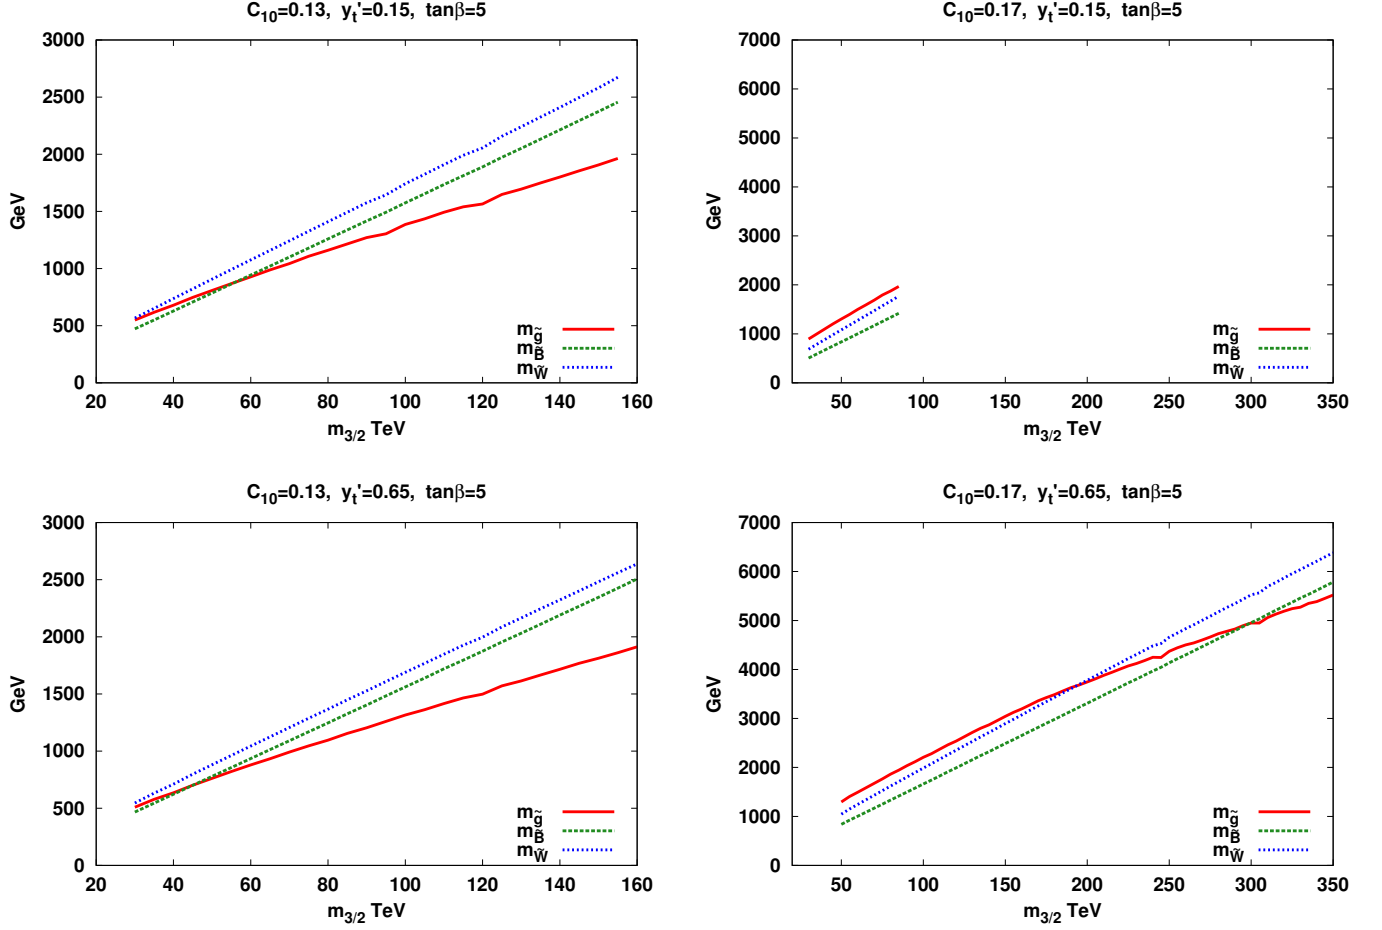 C10=0.13, yt'=0.15, tanβ=5
3000
2500
2000
1500
1000
500
0
GeV
mg̃
mB̃
mW̃
20 40 60 80 100 120 140 160
m3/2 TeV
C10=0.17, yt'=0.15, tanβ=5
7000
6000
5000
4000
3000
2000
1000
0
GeV
mg̃
mB̃
mW̃
50 100 150 200 250 300 350
m3/2 TeV
C10=0.13, yt'=0.65, tanβ=5
3000
2500
2000
1500
1000
500
0
GeV
mg̃
mB̃
mW̃
20 40 60 80 100 120 140 160
m3/2 TeV
C10=0.17, yt'=0.65, tanβ=5
7000
6000
5000
4000
3000
2000
1000
0
GeV
mg̃
mB̃
mW̃
50 100 150 200 250 300 350
m3/2 TeV